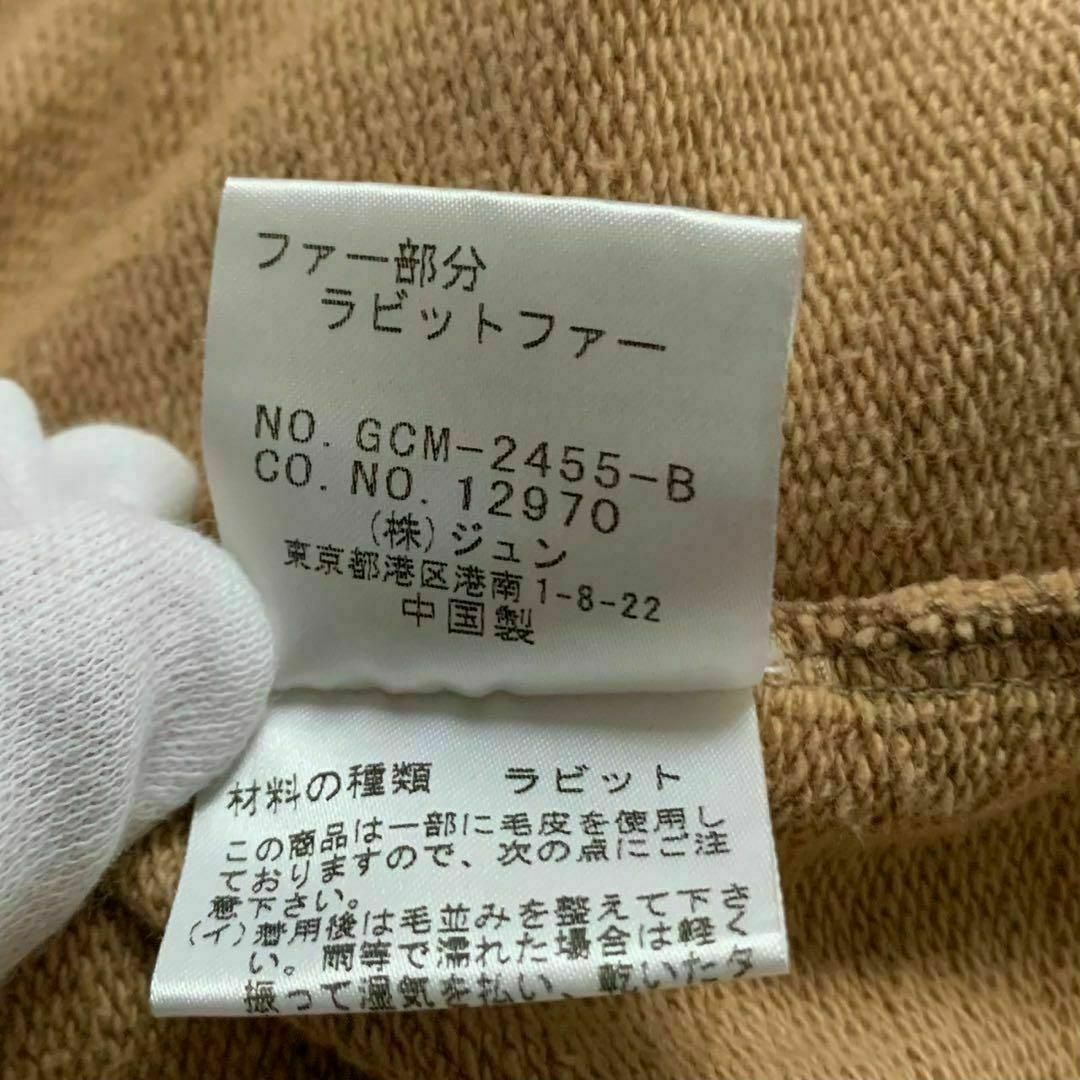 ファー部分
ラビットファー
NO. GCM-2455-B
CO. NO. 12970
(株)ジュン
東京都港区港南1-8-22
中国製
材料の種類 ラビット
この商品は一部に毛皮を使用し
ておりますので、次の点にご注
意下さい。
(イ)着用後は毛並みを整えて下さ
い。雨等で濡れた場合は軽く
振って湿気を払い、乾いたタ